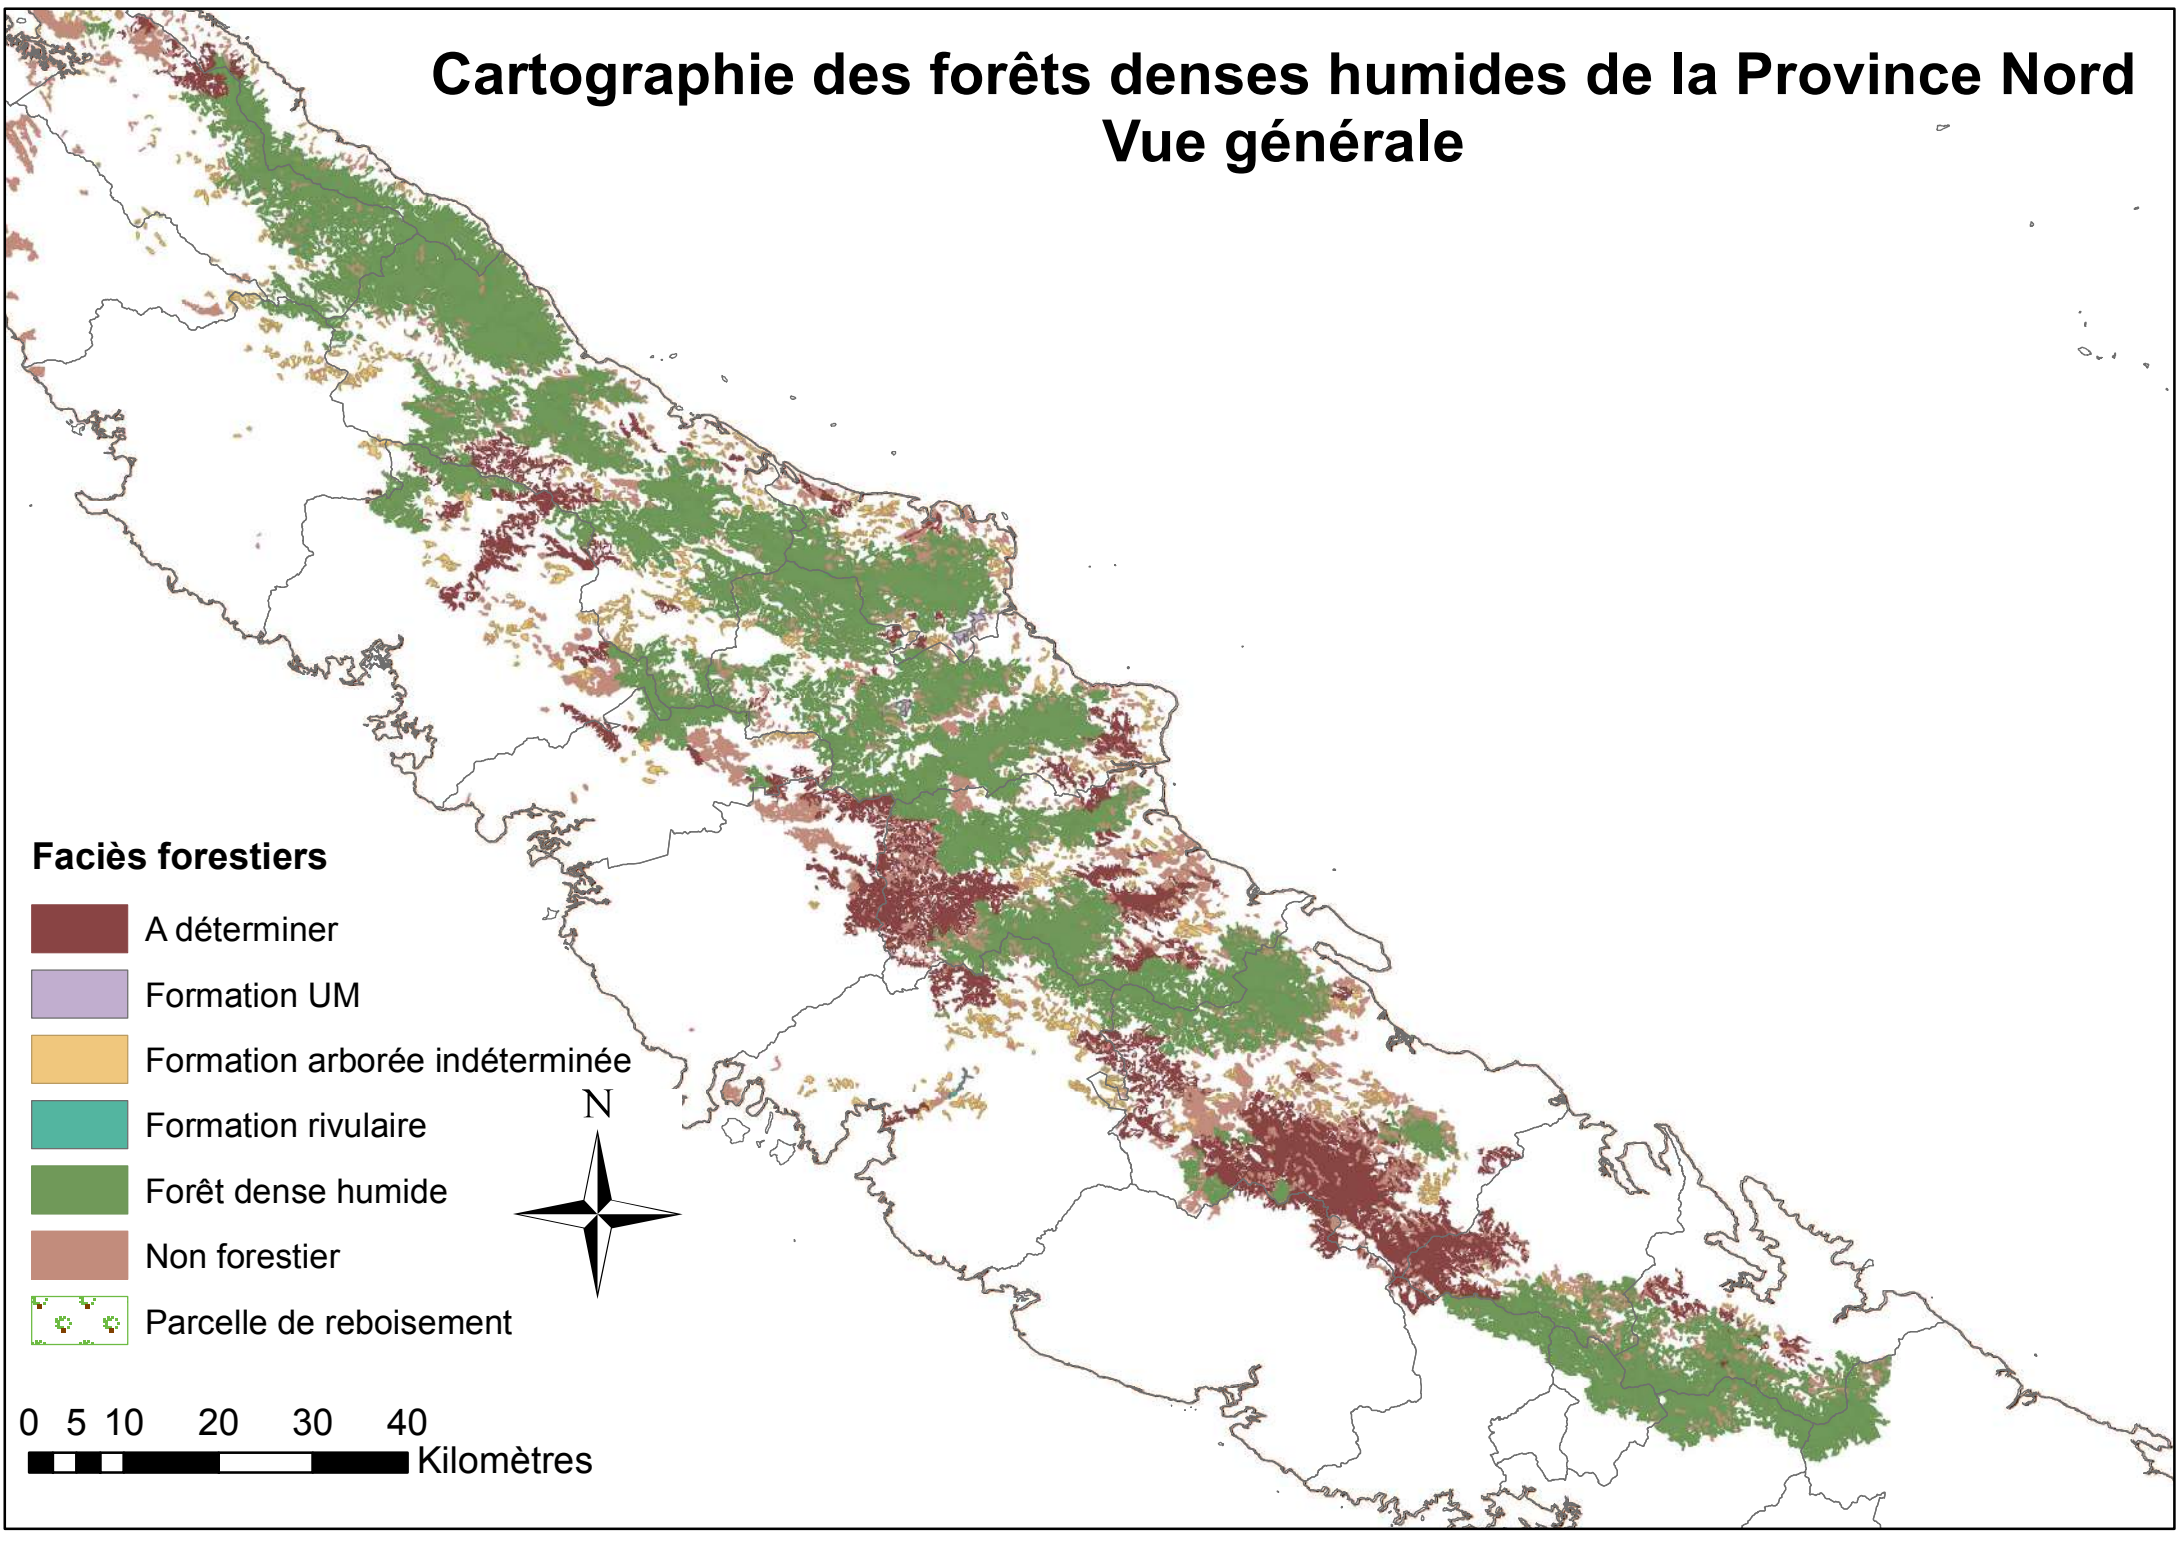 Cartographie des forêts denses humides de la Province Nord
Vue générale
Faciès forestiers
A déterminer
Formation UM
Formation arborée indéterminée
Formation rivulaire
Forêt dense humide
Non forestier
Parcelle de reboisement
N
0 5 10 20 30 40
Kilomètres